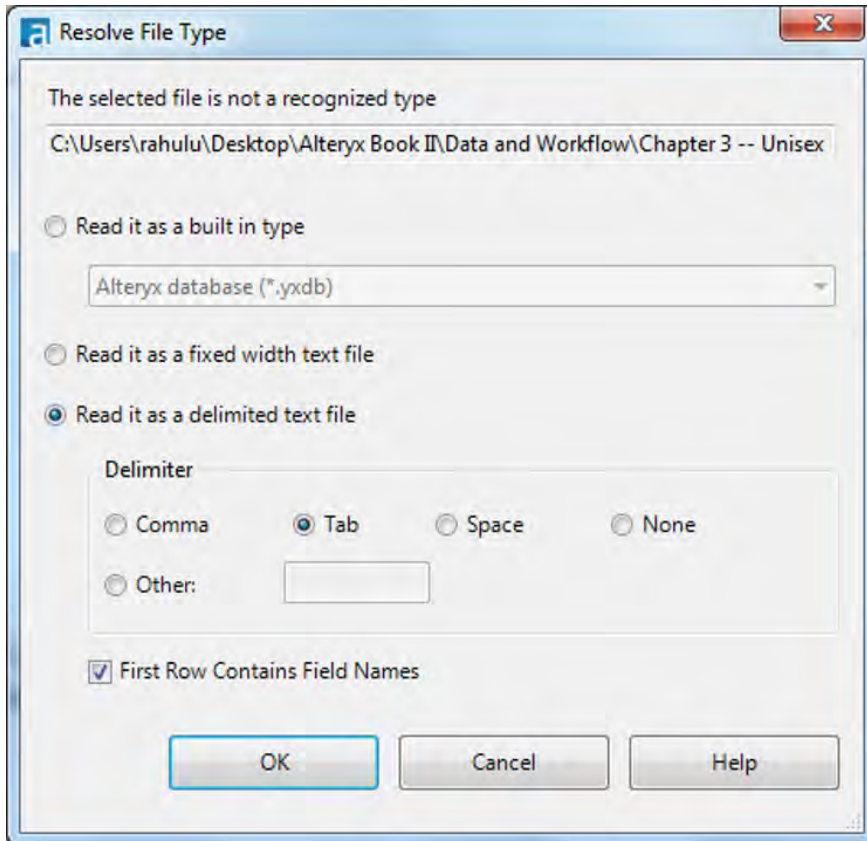 Resolve File Type
The selected file is not a recognized type
C:\Users\rahulu\Desktop\Alteryx Book II\Data and Workflow\Chapter 3 -- Unisex
Read it as a built in type
Alteryx database (*.yxdb)
Read it as a fixed width text file
Read it as a delimited text file
Delimiter
Comma Tab Space None
Other:
First Row Contains Field Names
OK Cancel Help